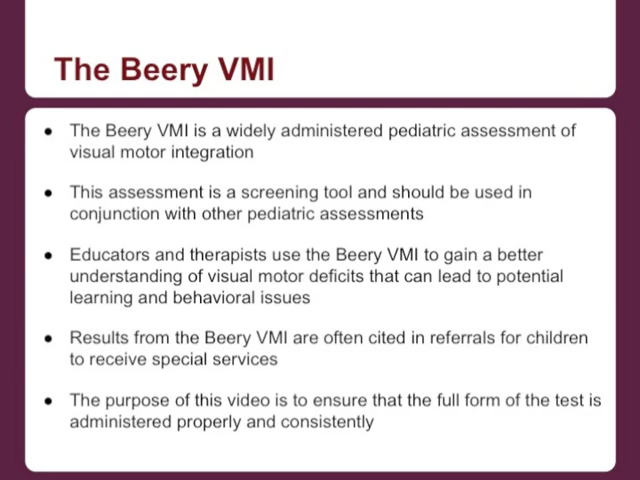 The Beery VMI
● The Beery VMI is a widely administered pediatric assessment of
visual motor integration
● This assessment is a screening tool and should be used in
conjunction with other pediatric assessments
● Educators and therapists use the Beery VMI to gain a better
understanding of visual motor deficits that can lead to potential
learning and behavioral issues
● Results from the Beery VMI are often cited in referrals for children
to receive special services
● The purpose of this video is to ensure that the full form of the test is
administered properly and consistently